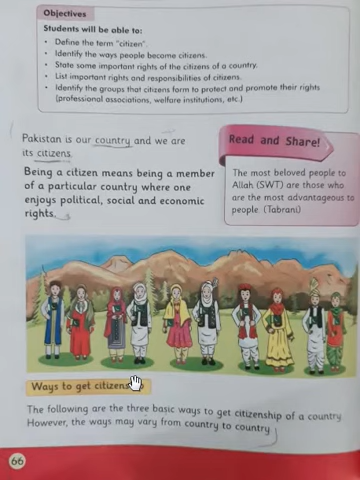 Objectives
Students will be able to:
• Define the term "citizen".
• Identify the ways people become citizens.
• State some important rights of the citizens of a country.
• List important rights and responsibilities of citizens.
• Identify the groups that citizens form to protect and promote their rights
(professional associations, welfare institutions, etc.)
Pakistan is our country and we are
its citizens.
Being a citizen means being a member
of a particular country where one
enjoys political, social and economic
rights.
Read and Share!
The most beloved people to
Allah (SWT) are those who
are the most advantageous to
people. (Tabrani)
Ways to get citizenship
The following are the three basic ways to get citizenship of a country.
However, the ways may vary from country to country
66